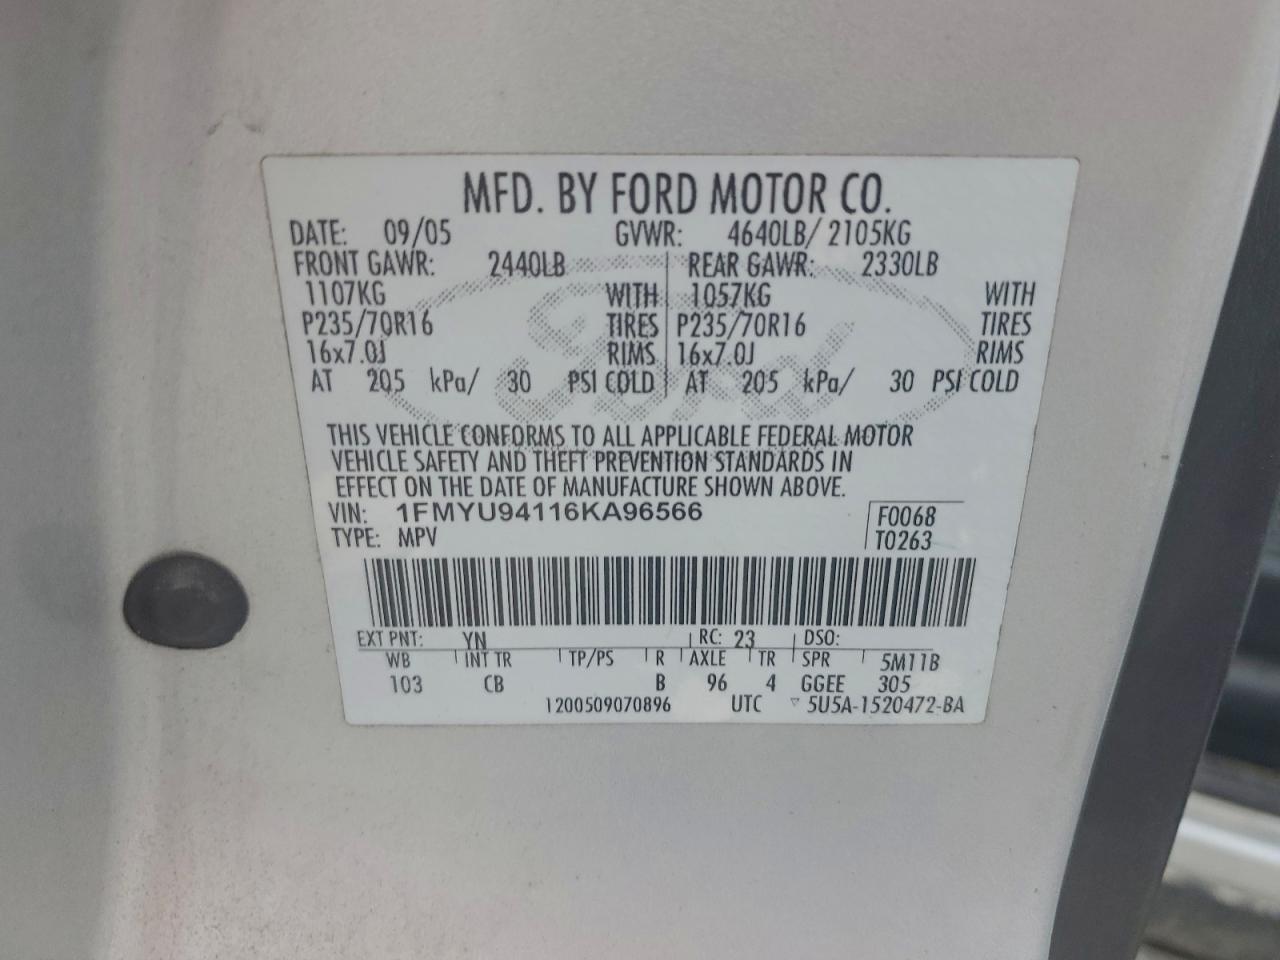 MFD. BY FORD MOTOR CO.
DATE: 09/05 GVWR: 4640LB/ 2105KG
FRONT GAWR: 2440LB REAR GAWR: 2330LB
1107KG WITH 1057KG WITH
P235/70R16 TIRES P235/70R16 TIRES
16x7.0J RIMS 16x7.0J RIMS
AT 205 kPa/ 30 PSI COLD AT 205 kPa/ 30 PSI COLD
Ford
THIS VEHICLE CONFORMS TO ALL APPLICABLE FEDERAL MOTOR
VEHICLE SAFETY AND THEFT PREVENTION STANDARDS IN
EFFECT ON THE DATE OF MANUFACTURE SHOWN ABOVE.
VIN: 1FMYU94116KA96566 F0068
TYPE: MPV T0263
EXT PNT: YN RC: 23 DSO:
WB INT TR TP/PS R AXLE TR SPR 5M11B
103 CB B 96 4 GGEE 305
1200509070896 UTC ▽ 5U5A-1520472-BA